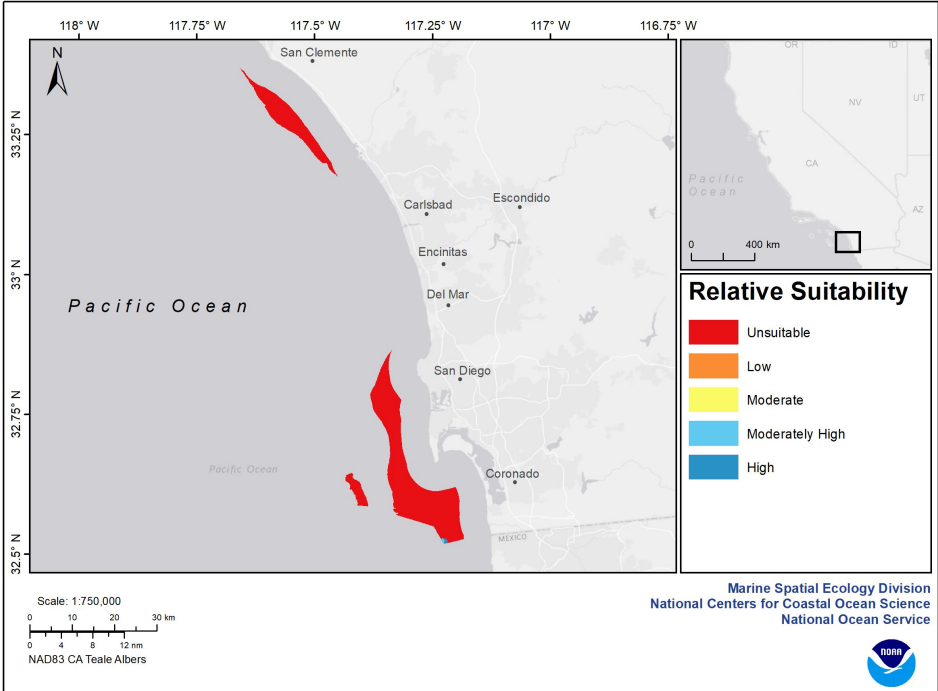 118° W
117.75° W
117.5° W
117.25° W
117° W
116.75° W
33.25° N
33° N
32.75° N
32.5° N
N
San Clemente
Carlsbad
Escondido
Encinitas
Del Mar
Pacific Ocean
San Diego
Pacific Ocean
Coronado
MEXICO
OR
ID
NV
UT
CA
AZ
Pacific
Ocean
0 400 km
Relative Suitability
Unsuitable
Low
Moderate
Moderately High
High
Scale: 1:750,000
0 10 20 30 km
0 4 8 12 nm
NAD83 CA Teale Albers
Marine Spatial Ecology Division
National Centers for Coastal Ocean Science
National Ocean Service
NOAA